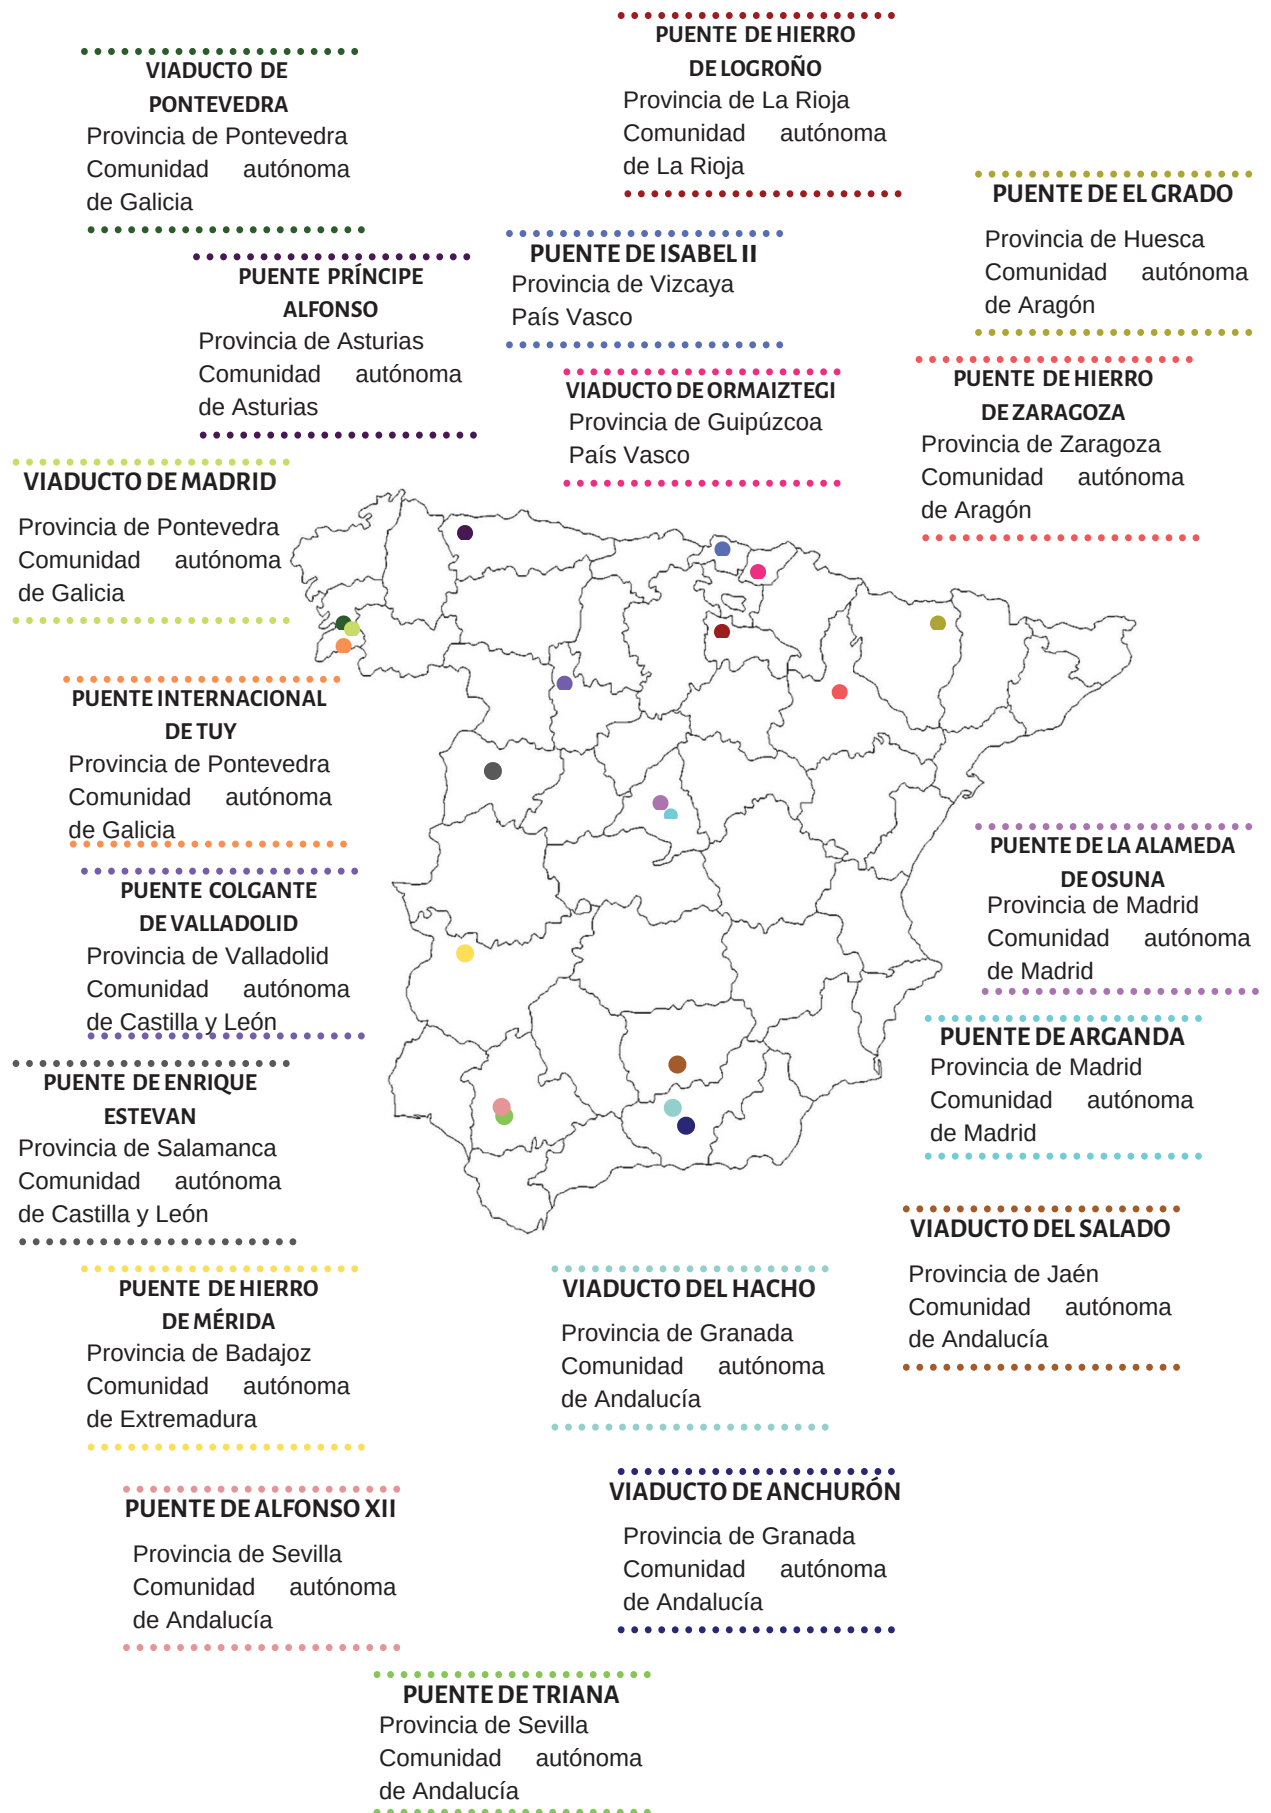 PUENTE DE HIERRO
DE LOGROÑO
Provincia de La Rioja
Comunidad autónoma
de La Rioja
VIADUCTO DE
PONTEVEDRA
Provincia de Pontevedra
Comunidad autónoma
de Galicia
PUENTE DE EL GRADO
Provincia de Huesca
Comunidad autónoma
de Aragón
PUENTE DE ISABEL II
Provincia de Vizcaya
País Vasco
PUENTE PRÍNCIPE
ALFONSO
Provincia de Asturias
Comunidad autónoma
de Asturias
VIADUCTO DE ORMAIZTEGI
Provincia de Guipúzcoa
País Vasco
PUENTE DE HIERRO
DE ZARAGOZA
Provincia de Zaragoza
Comunidad autónoma
de Aragón
VIADUCTO DE MADRID
Provincia de Pontevedra
Comunidad autónoma
de Galicia
PUENTE INTERNACIONAL
DE TUY
Provincia de Pontevedra
Comunidad autónoma
de Galicia
PUENTE COLGANTE
DE VALLADOLID
Provincia de Valladolid
Comunidad autónoma
de Castilla y León
PUENTE DE LA ALAMEDA
DE OSUNA
Provincia de Madrid
Comunidad autónoma
de Madrid
PUENTE DE ARGANDA
Provincia de Madrid
Comunidad autónoma
de Madrid
PUENTE DE ENRIQUE
ESTEVAN
Provincia de Salamanca
Comunidad autónoma
de Castilla y León
VIADUCTO DEL SALADO
Provincia de Jaén
Comunidad autónoma
de Andalucía
PUENTE DE HIERRO
DE MÉRIDA
Provincia de Badajoz
Comunidad autónoma
de Extremadura
VIADUCTO DEL HACHO
Provincia de Granada
Comunidad autónoma
de Andalucía
PUENTE DE ALFONSO XII
Provincia de Sevilla
Comunidad autónoma
de Andalucía
VIADUCTO DE ANCHURÓN
Provincia de Granada
Comunidad autónoma
de Andalucía
PUENTE DE TRIANA
Provincia de Sevilla
Comunidad autónoma
de Andalucía